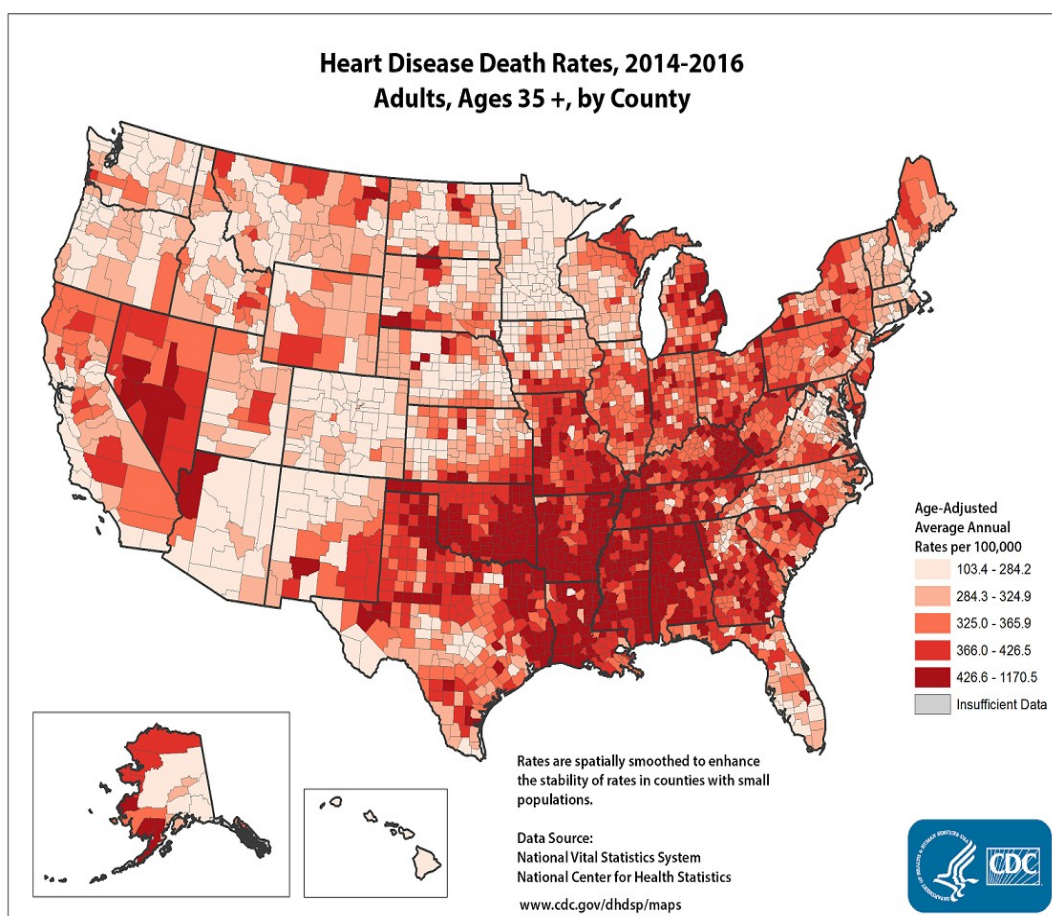 Heart Disease Death Rates, 2014-2016
Adults, Ages 35 +, by County
Age-Adjusted
Average Annual
Rates per 100,000
103.4 - 284.2
284.3 - 324.9
325.0 - 365.9
366.0 - 426.5
426.6 - 1170.5
Insufficient Data
Rates are spatially smoothed to enhance
the stability of rates in counties with small
populations.
Data Source:
National Vital Statistics System
National Center for Health Statistics
www.cdc.gov/dhdsp/maps
CDC